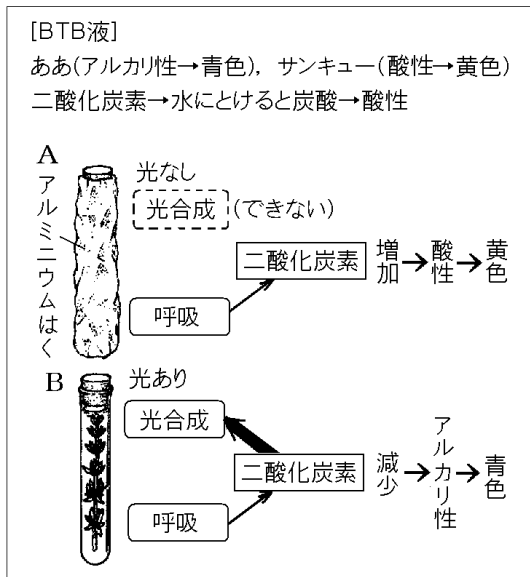 [BTB液]
ああ(アルカリ性→青色)，サンキュー(酸性→黄色)
二酸化炭素→水にとけると炭酸→酸性
A
アルミニウムはく
光なし
光合成(できない)
二酸化炭素 増加→酸性→黄色
呼吸
B
光あり
光合成
二酸化炭素 減少→アルカリ性→青色
呼吸